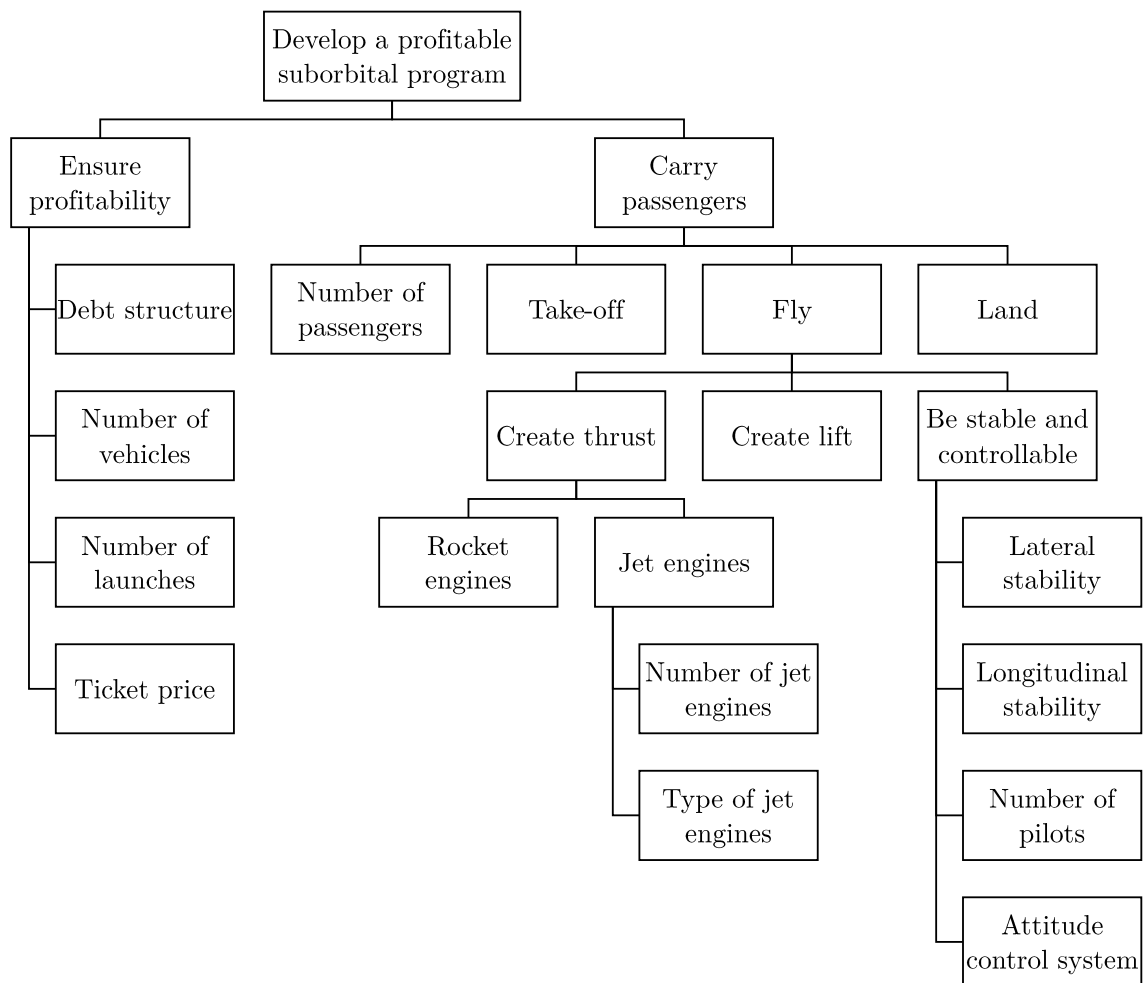 Develop a profitable
suborbital program
Ensure
profitability
Carry
passengers
Debt structure
Number of
passengers
Take-off
Fly
Land
Number of
vehicles
Create thrust
Create lift
Be stable and
controllable
Number of
launches
Rocket
engines
Jet engines
Lateral
stability
Ticket price
Number of jet
engines
Longitudinal
stability
Type of jet
engines
Number of
pilots
Attitude
control system